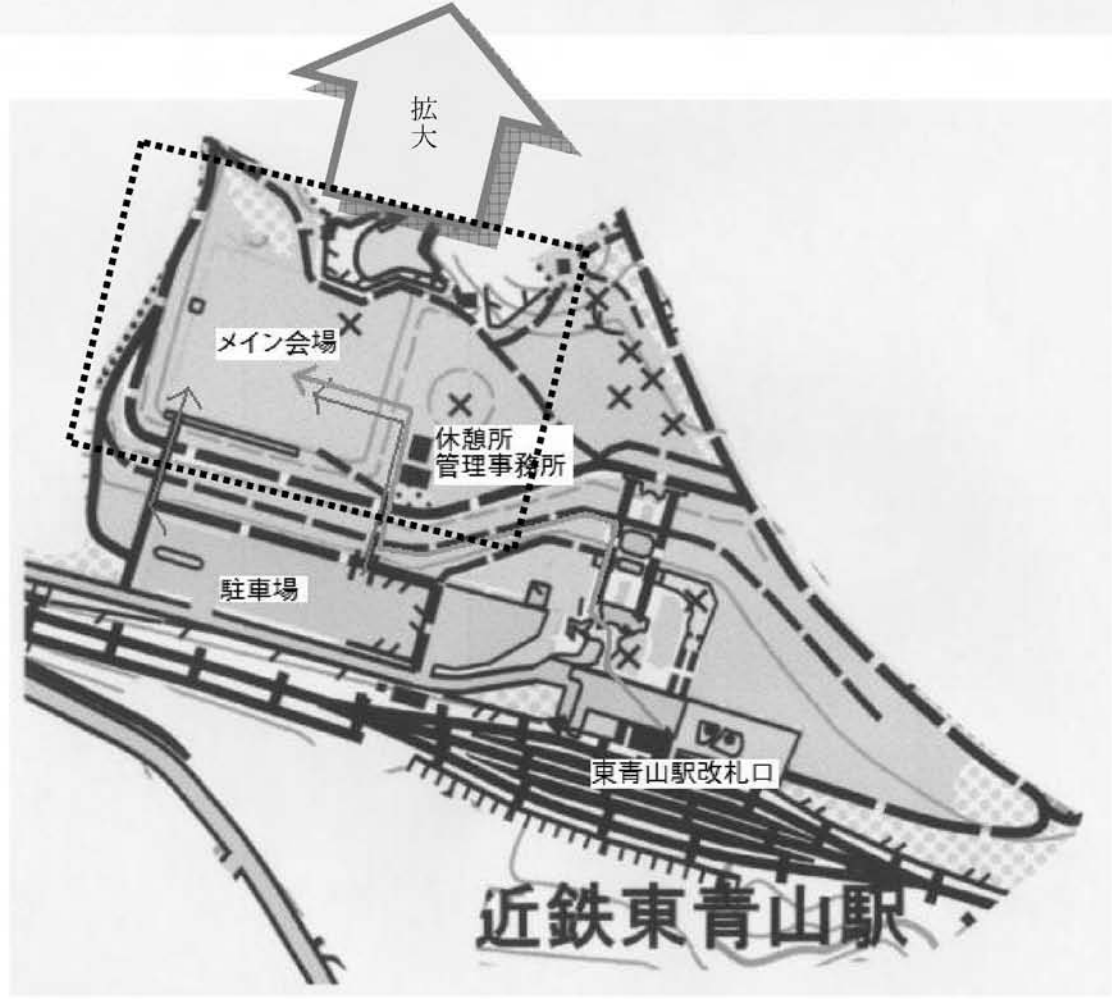 拡大
メイン会場
休憩所
管理事務所
駐車場
東青山駅改札口
近鉄東青山駅